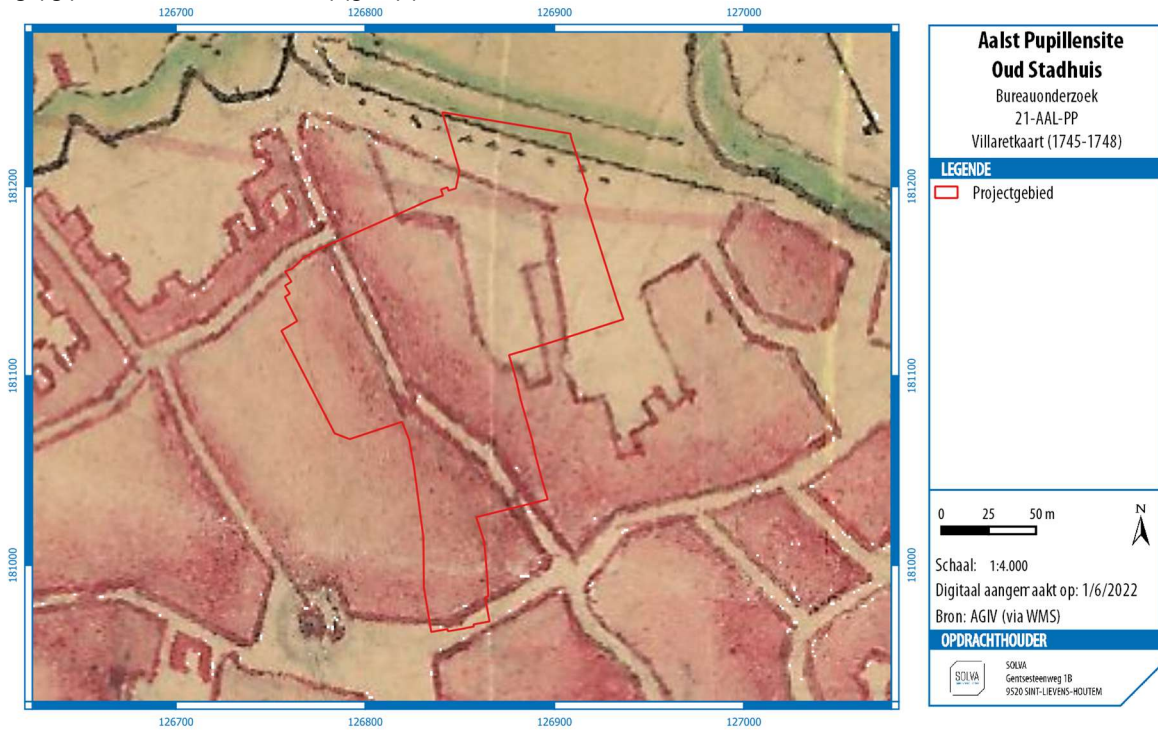 126700 126800 126900 127000
181200 181200
181100 181100
181000 181000
126700 126800 126900 127000
Aalst Pupillensite
Oud Stadhuis
Bureauonderzoek
21-AAL-PP
Villaretkaart (1745-1748)
LEGENDE
Projectgebied
0 25 50 m
N
Schaal: 1:4.000
Digitaal aangemaakt op: 1/6/2022
Bron: AGIV (via WMS)
OPDRACHTHOUDER
SOLVA
SOLVA
Gentsesteenweg 1B
9520 SINT-LIEVENS-HOUTEM